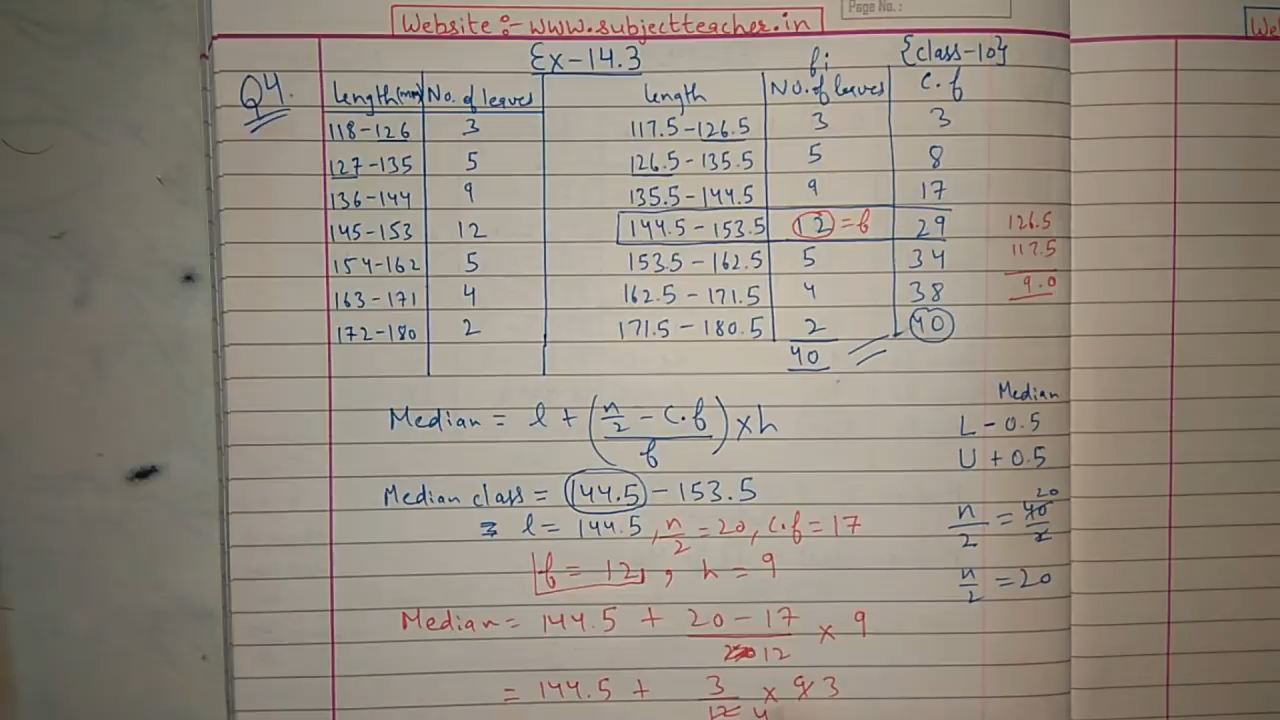 Page No.:
Website :- www.subjectteacher.in
Ex-14.3 fi {Class-10}
Q4. Length(mm) No. of leaves Length No. of leaves C.f
118-126 3 117.5-126.5 3 3
127-135 5 126.5-135.5 5 8
136-144 9 135.5-144.5 9 17
145-153 12 144.5-153.5 12 = f 29 126.5
154-162 5 153.5-162.5 5 34 117.5
163-171 4 162.5-171.5 4 38 9.0
172-180 2 171.5-180.5 2 40
40
Median
Median = l + (n/2 - C.f / f) × h L - 0.5
U + 0.5
Median class = 144.5 - 153.5
l = 144.5, n/2 = 20, C.f = 17 n/2 = 40/2 20
f = 12, h = 9 n/2 = 20
Median = 144.5 + 20 - 17 / 12 × 9
= 144.5 + 3 / 12 4 × 9 3